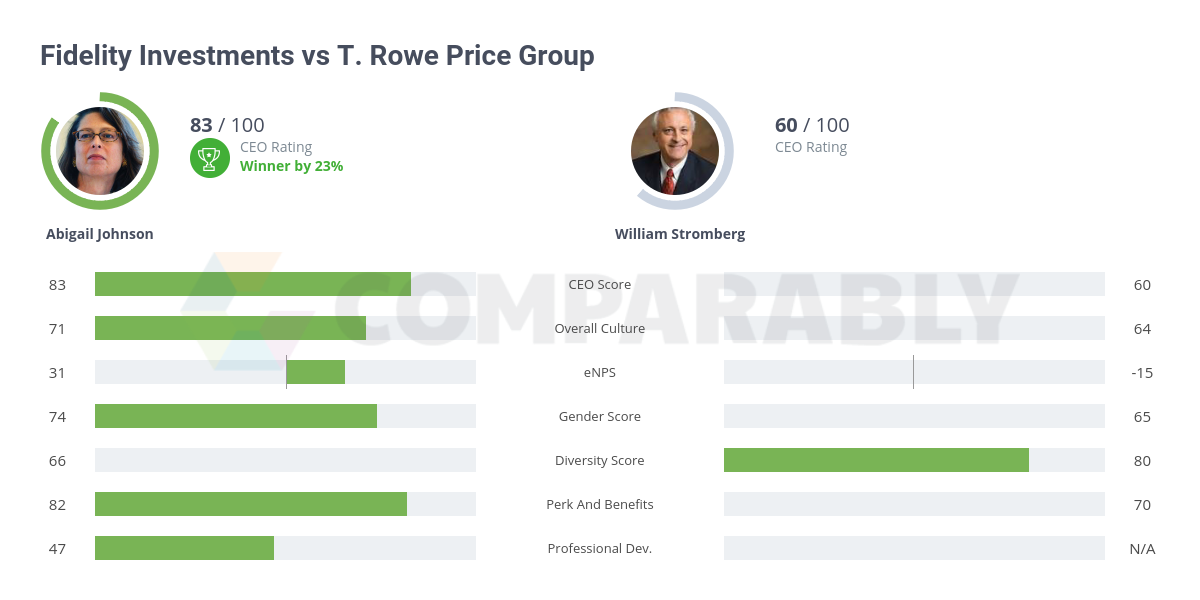 Fidelity Investments vs T. Rowe Price Group
83 / 100
CEO Rating
Winner by 23%
Abigail Johnson
60 / 100
CEO Rating
William Stromberg
COMPARABLY
83 CEO Score 60
71 Overall Culture 64
31 eNPS -15
74 Gender Score 65
66 Diversity Score 80
82 Perk And Benefits 70
47 Professional Dev. N/A